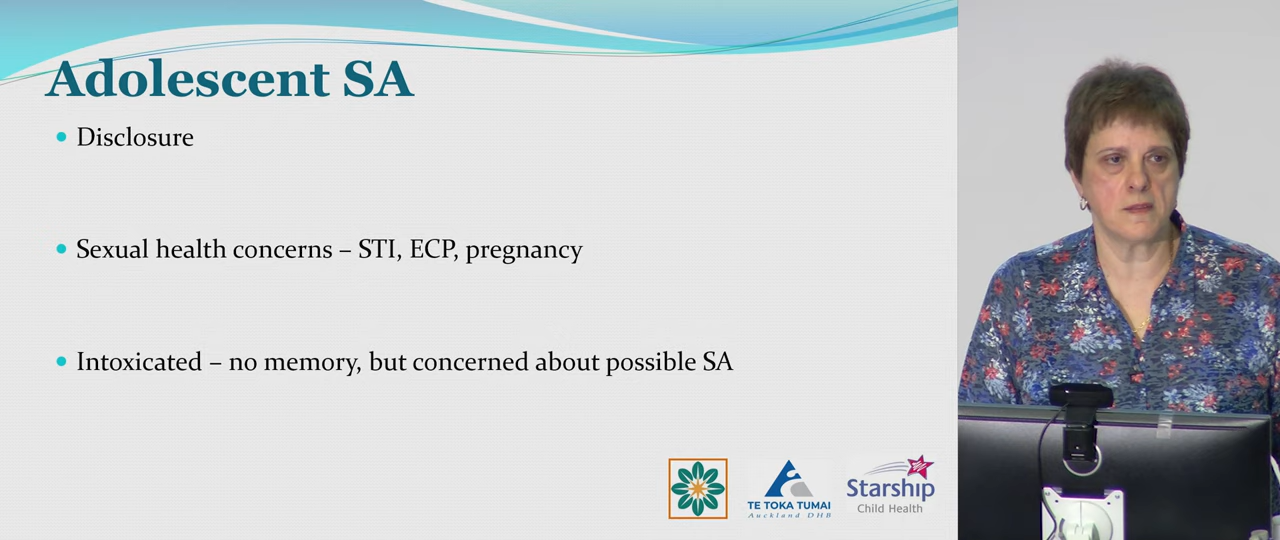 Adolescent SA
Disclosure
Sexual health concerns – STI, ECP, pregnancy
Intoxicated – no memory, but concerned about possible SA
TE TOKA TUMAI
Auckland DHB
Starship
Child Health